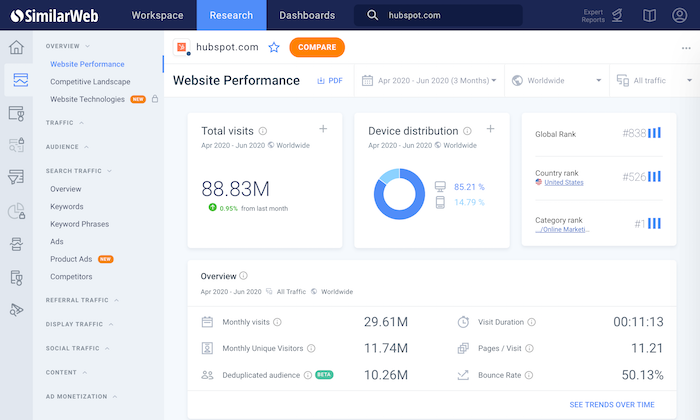 SimilarWeb
Workspace
Research
Dashboards
hubspot.com
Expert
Reports
OVERVIEW
Website Performance
Competitive Landscape
Website Technologies NEW
TRAFFIC
AUDIENCE
SEARCH TRAFFIC
Overview
Keywords
Keyword Phrases
Ads
Product Ads NEW
Competitors
REFERRAL TRAFFIC
DISPLAY TRAFFIC
SOCIAL TRAFFIC
CONTENT
AD MONETIZATION
hubspot.com
COMPARE
Website Performance
PDF
Apr 2020 - Jun 2020 (3 Months)
Worldwide
All traffic
Total visits
Apr 2020 - Jun 2020 Worldwide
88.83M
0.95% from last month
Device distribution
Apr 2020 - Jun 2020 Worldwide
85.21 %
14.79 %
Global Rank #838
Country rank
United States
#526
Category rank
.../Online Marketi...
#1
Overview
Apr 2020 - Jun 2020 All Traffic Worldwide
Monthly visits 29.61M
Monthly Unique Visitors 11.74M
Deduplicated audience BETA 10.26M
Visit Duration 00:11:13
Pages / Visit 11.21
Bounce Rate 50.13%
SEE TRENDS OVER TIME